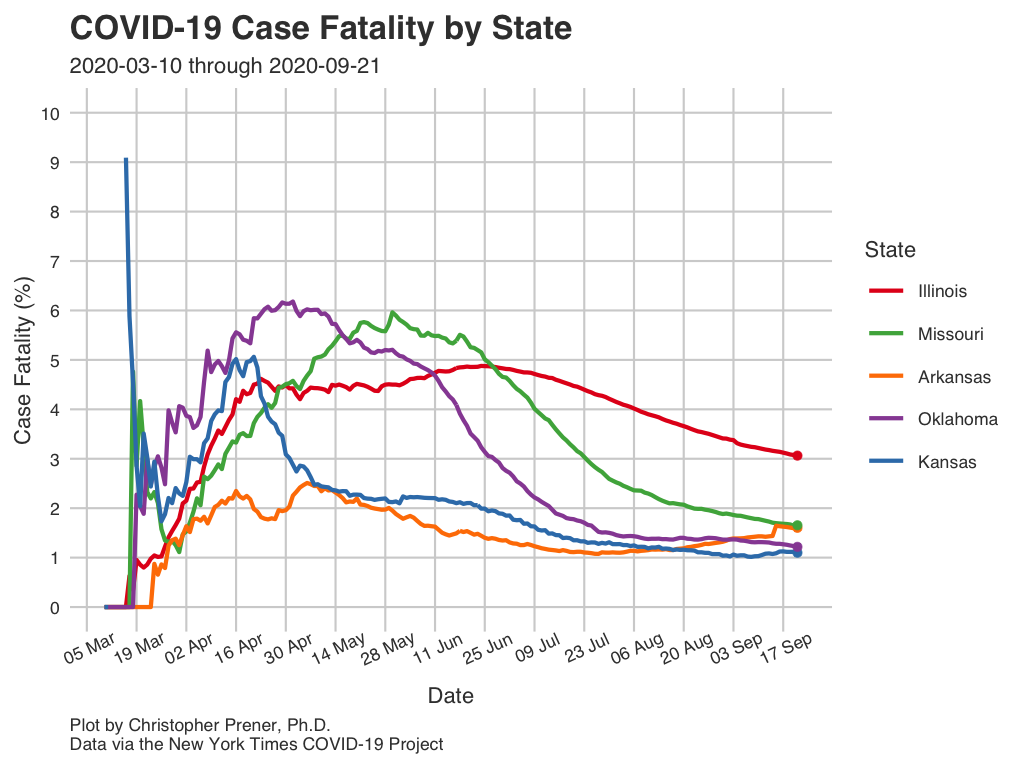 COVID-19 Case Fatality by State
2020-03-10 through 2020-09-21
Case Fatality (%)
10
9
8
7
6
5
4
3
2
1
0
05 Mar
19 Mar
02 Apr
16 Apr
30 Apr
14 May
28 May
11 Jun
25 Jun
09 Jul
23 Jul
06 Aug
20 Aug
03 Sep
17 Sep
Date
State
Illinois
Missouri
Arkansas
Oklahoma
Kansas
Plot by Christopher Prener, Ph.D.
Data via the New York Times COVID-19 Project